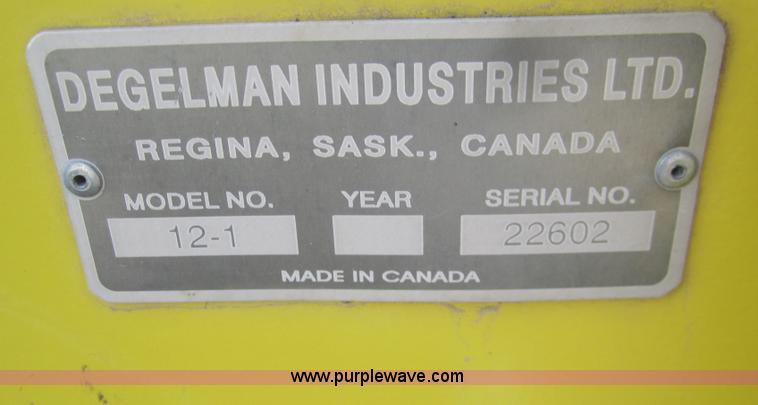 DEGELMAN INDUSTRIES LTD.
REGINA, SASK., CANADA
MODEL NO. YEAR SERIAL NO.
12-1 22602
MADE IN CANADA
www.purplewave.com